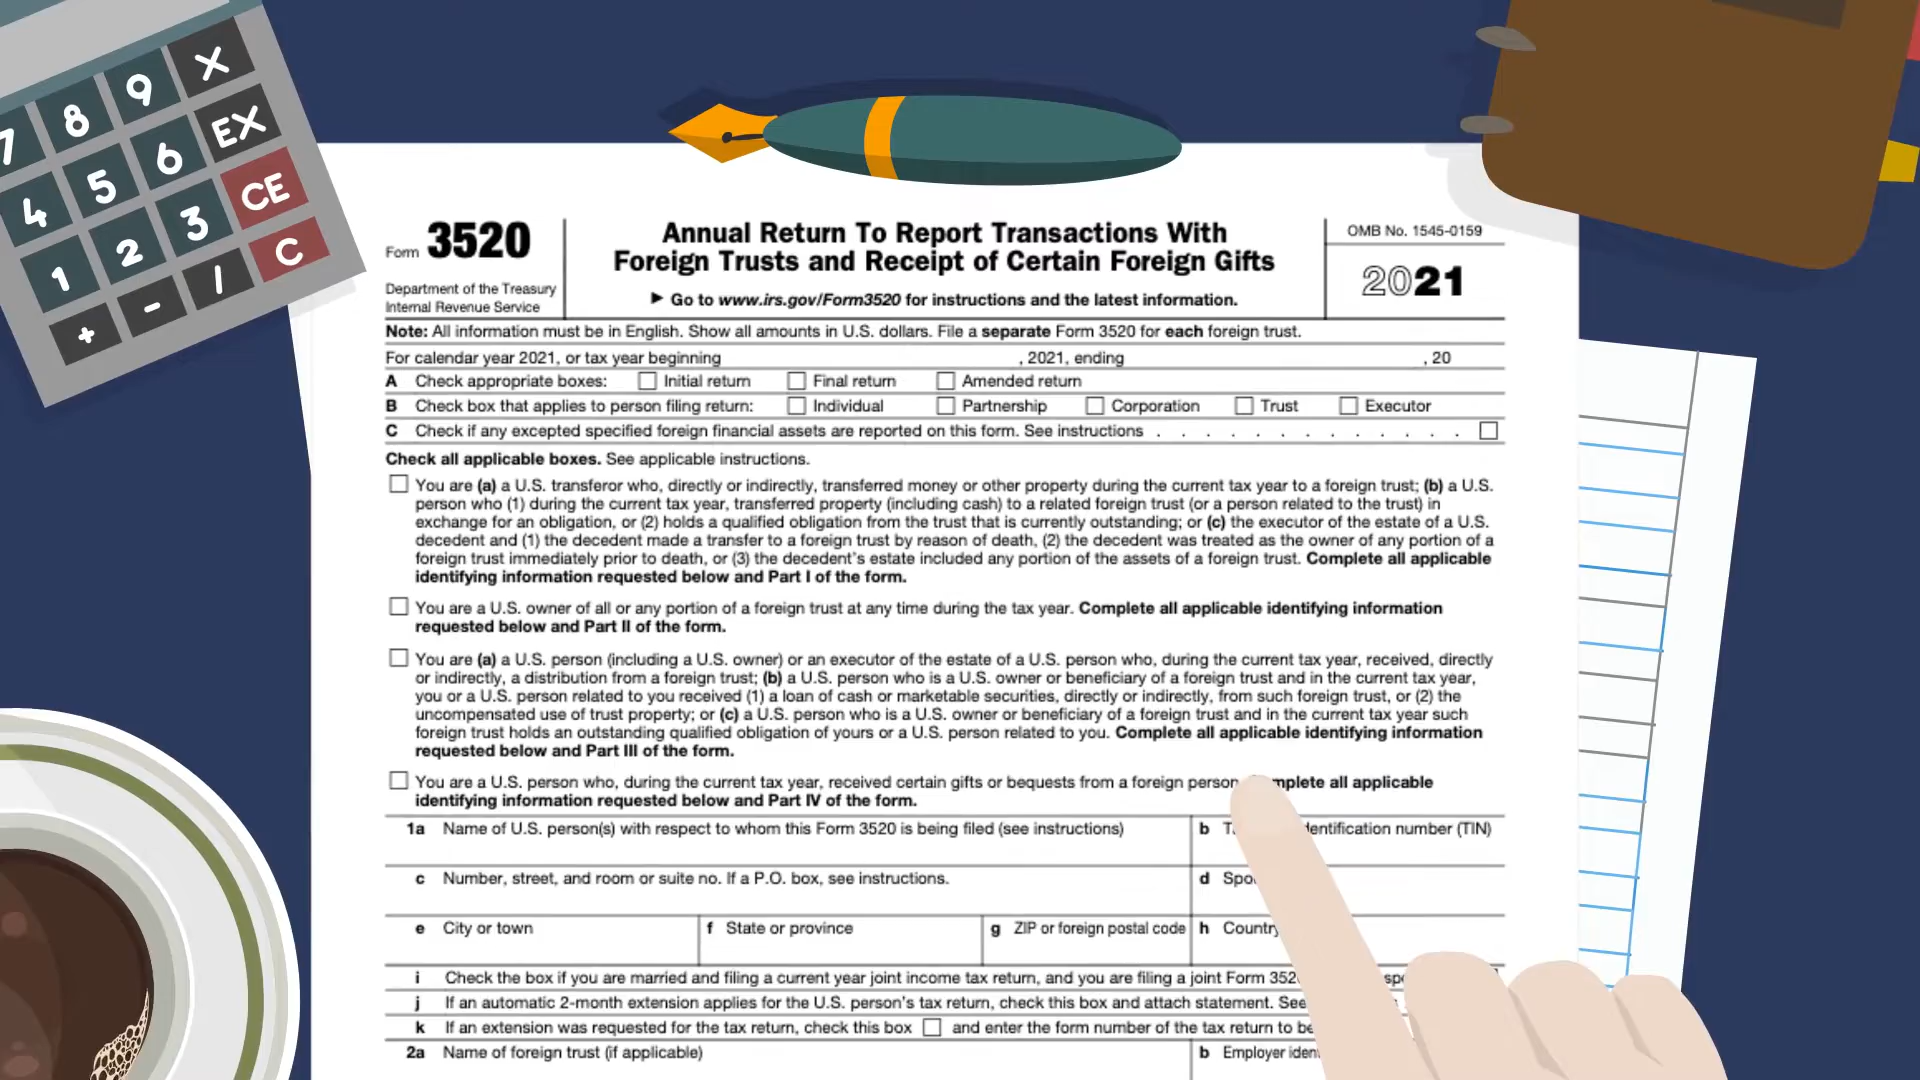 7 8 9 X
4 5 6 EX
1 2 3 CE
+ - / C
Form 3520
Department of the Treasury
Internal Revenue Service
Annual Return To Report Transactions With
Foreign Trusts and Receipt of Certain Foreign Gifts
▶ Go to www.irs.gov/Form3520 for instructions and the latest information.
OMB No. 1545-0159
2021
Note: All information must be in English. Show all amounts in U.S. dollars. File a separate Form 3520 for each foreign trust.
For calendar year 2021, or tax year beginning , 2021, ending , 20
A Check appropriate boxes: Initial return Final return Amended return
B Check box that applies to person filing return: Individual Partnership Corporation Trust Executor
C Check if any excepted specified foreign financial assets are reported on this form. See instructions . . . . . . . . . . . . .
Check all applicable boxes. See applicable instructions.
You are (a) a U.S. transferor who, directly or indirectly, transferred money or other property during the current tax year to a foreign trust; (b) a U.S.
person who (1) during the current tax year, transferred property (including cash) to a related foreign trust (or a person related to the trust) in
exchange for an obligation, or (2) holds a qualified obligation from the trust that is currently outstanding; or (c) the executor of the estate of a U.S.
decedent and (1) the decedent made a transfer to a foreign trust by reason of death, (2) the decedent was treated as the owner of any portion of a
foreign trust immediately prior to death, or (3) the decedent's estate included any portion of the assets of a foreign trust. Complete all applicable
identifying information requested below and Part I of the form.
You are a U.S. owner of all or any portion of a foreign trust at any time during the tax year. Complete all applicable identifying information
requested below and Part II of the form.
You are (a) a U.S. person (including a U.S. owner) or an executor of the estate of a U.S. person who, during the current tax year, received, directly
or indirectly, a distribution from a foreign trust; (b) a U.S. person who is a U.S. owner or beneficiary of a foreign trust and in the current tax year,
you or a U.S. person related to you received (1) a loan of cash or marketable securities, directly or indirectly, from such foreign trust, or (2) the
uncompensated use of trust property; or (c) a U.S. person who is a U.S. owner or beneficiary of a foreign trust and in the current tax year such
foreign trust holds an outstanding qualified obligation of yours or a U.S. person related to you. Complete all applicable identifying information
requested below and Part III of the form.
You are a U.S. person who, during the current tax year, received certain gifts or bequests from a foreign person mplete all applicable
identifying information requested below and Part IV of the form.
1a Name of U.S. person(s) with respect to whom this Form 3520 is being filed (see instructions)
b T dentification number (TIN)
c Number, street, and room or suite no. If a P.O. box, see instructions.
d Spo
e City or town
f State or province
g ZIP or foreign postal code
h Country
i Check the box if you are married and filing a current year joint income tax return, and you are filing a joint Form 352 sp
j If an automatic 2-month extension applies for the U.S. person's tax return, check this box and attach statement. See
k If an extension was requested for the tax return, check this box and enter the form number of the tax return to be
2a Name of foreign trust (if applicable)
b Employer iden